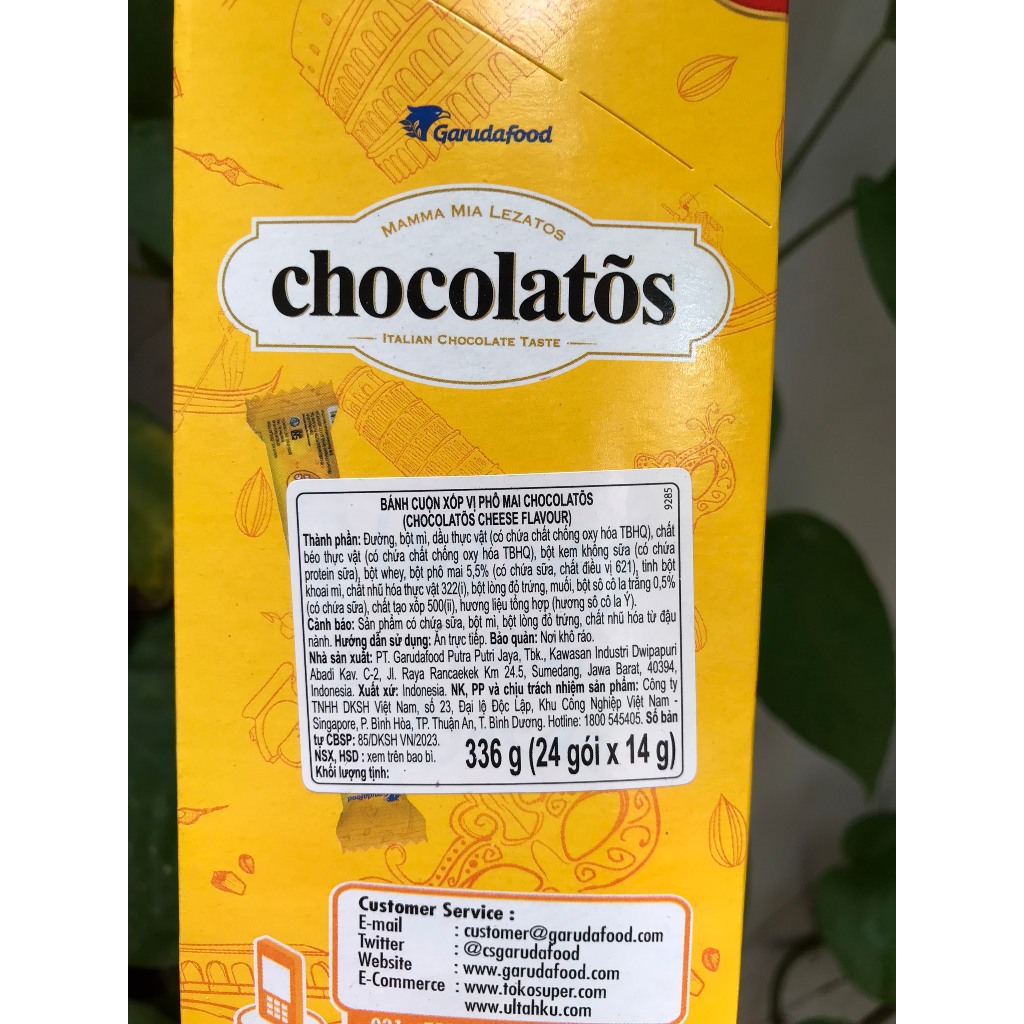 Garudafood
MAMMA MIA LEZATOS
chocolatõs
ITALIAN CHOCOLATE TASTE
9285
BÁNH CUỘN XỐP VỊ PHÔ MAI CHOCOLATÕS
(CHOCOLATÕS CHEESE FLAVOUR)
Thành phần: Đường, bột mì, dầu thực vật (có chứa chất chống oxy hóa TBHQ), chất
béo thực vật (có chứa chất chống oxy hóa TBHQ), bột kem không sữa (có chứa
protein sữa), bột whey, bột phô mai 5,5% (có chứa sữa, chất điều vị 621), tinh bột
khoai mì, chất nhũ hóa thực vật 322(i), bột lòng đỏ trứng, muối, bột sô cô la trắng 0,5%
(có chứa sữa), chất tạo xốp 500(ii), hương liệu tổng hợp (hương sô cô la Ý).
Cảnh báo: Sản phẩm có chứa sữa, bột mì, bột lòng đỏ trứng, chất nhũ hóa từ đậu
nành. Hướng dẫn sử dụng: Ăn trực tiếp. Bảo quản: Nơi khô ráo.
Nhà sản xuất: PT. Garudafood Putra Putri Jaya, Tbk., Kawasan Industri Dwipapuri
Abadi Kav. C-2, Jl. Raya Rancaekek Km 24.5, Sumedang, Jawa Barat, 40394,
Indonesia. Xuất xứ: Indonesia. NK, PP và chịu trách nhiệm sản phẩm: Công ty
TNHH DKSH Việt Nam, số 23, Đại lộ Độc Lập, Khu Công Nghiệp Việt Nam -
Singapore, P. Bình Hòa, TP. Thuận An, T. Bình Dương. Hotline: 1800 545405. Số bản
tự CBSP: 85/DKSH VN/2023.
NSX, HSD : xem trên bao bì.
Khối lượng tịnh:
336 g (24 gói x 14 g)
Garudafood
Customer Service :
E-mail : customer@garudafood.com
Twitter : @csgarudafood
Website : www.garudafood.com
E-Commerce : www.tokosuper.com
www.ultahku.com